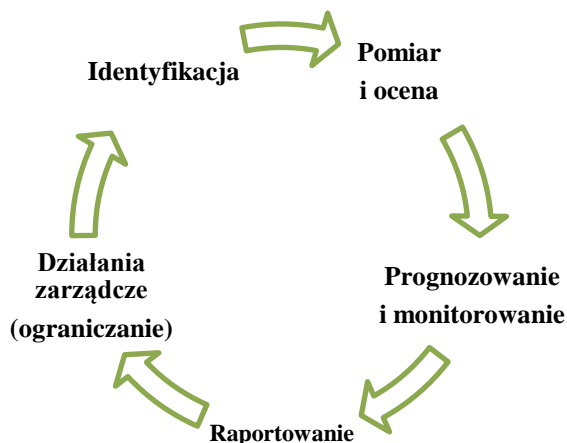 Identyfikacja
Pomiar
i ocena
Prognozowanie
i monitorowanie
Raportowanie
Działania
zarządcze
(ograniczanie)